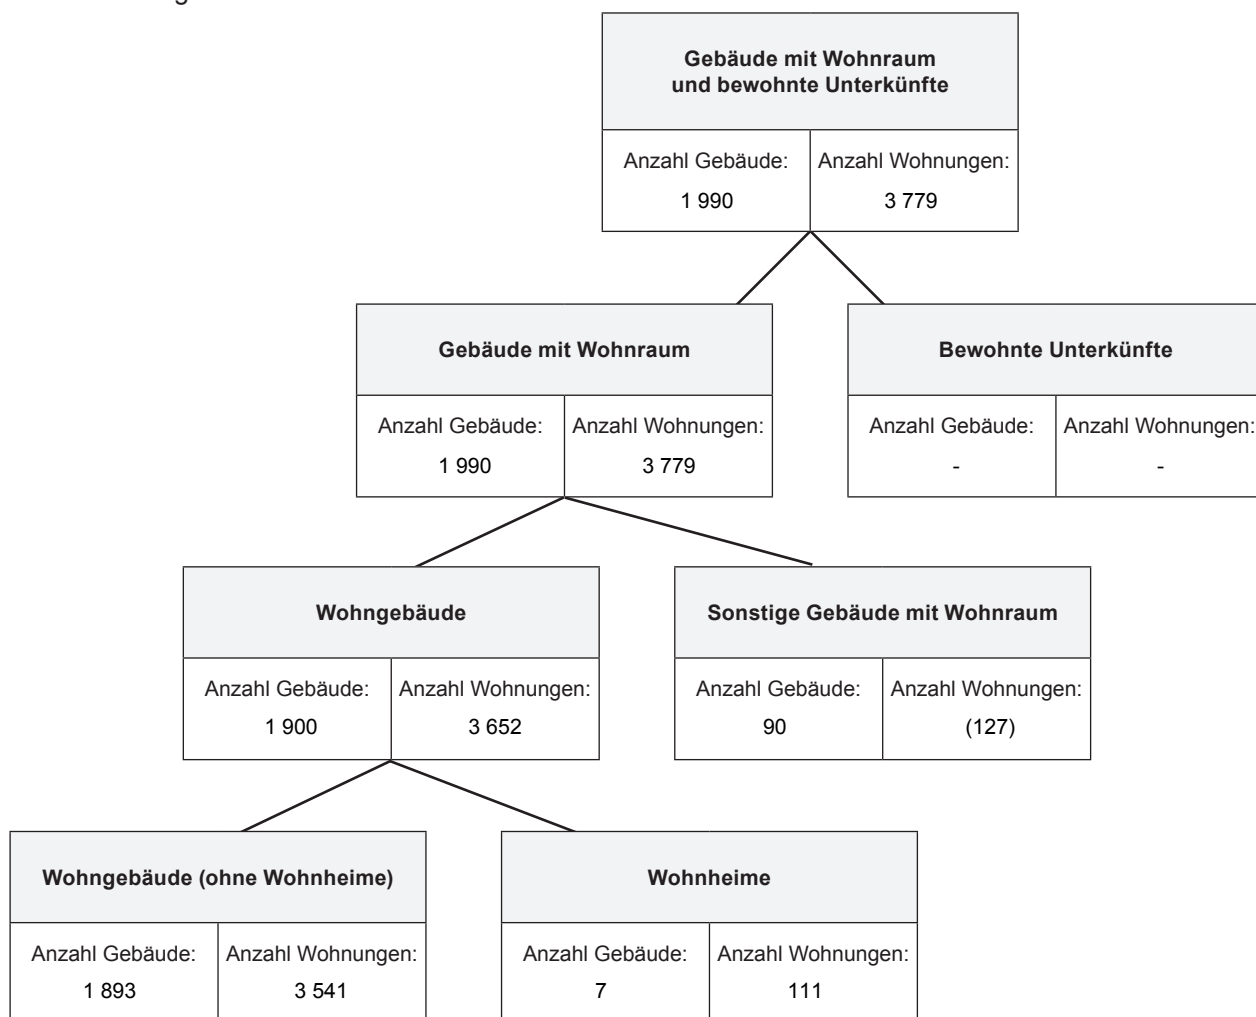 Gebäude mit Wohnraum
und bewohnte Unterkünfte
Anzahl Gebäude: Anzahl Wohnungen:
1 990 3 779
Gebäude mit Wohnraum Bewohnte Unterkünfte
Anzahl Gebäude: Anzahl Wohnungen: Anzahl Gebäude: Anzahl Wohnungen:
1 990 3 779 - -
Wohngebäude Sonstige Gebäude mit Wohnraum
Anzahl Gebäude: Anzahl Wohnungen: Anzahl Gebäude: Anzahl Wohnungen:
1 900 3 652 90 (127)
Wohngebäude (ohne Wohnheime) Wohnheime
Anzahl Gebäude: Anzahl Wohnungen: Anzahl Gebäude: Anzahl Wohnungen:
1 893 3 541 7 111